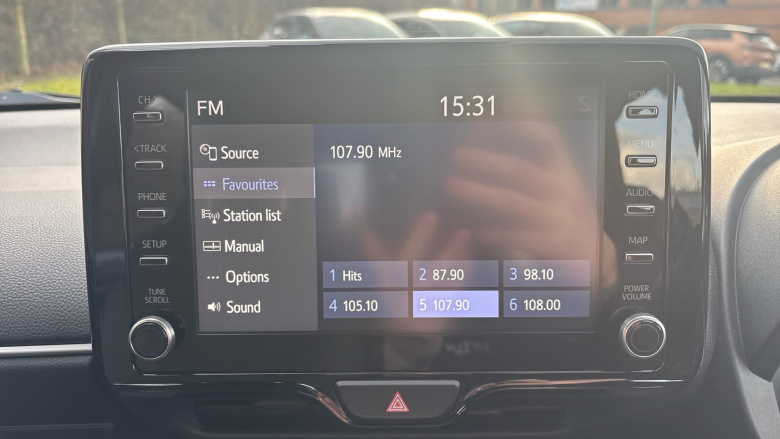 CH
FM
15:31
HOME
<TRACK
Source
107.90 MHz
MENU
PHONE
Favourites
AUDIO
Station list
SETUP
Manual
MAP
Options
1 Hits
2 87.90
3 98.10
TUNE
SCROLL
Sound
4 105.10
5 107.90
6 108.00
POWER
VOLUME